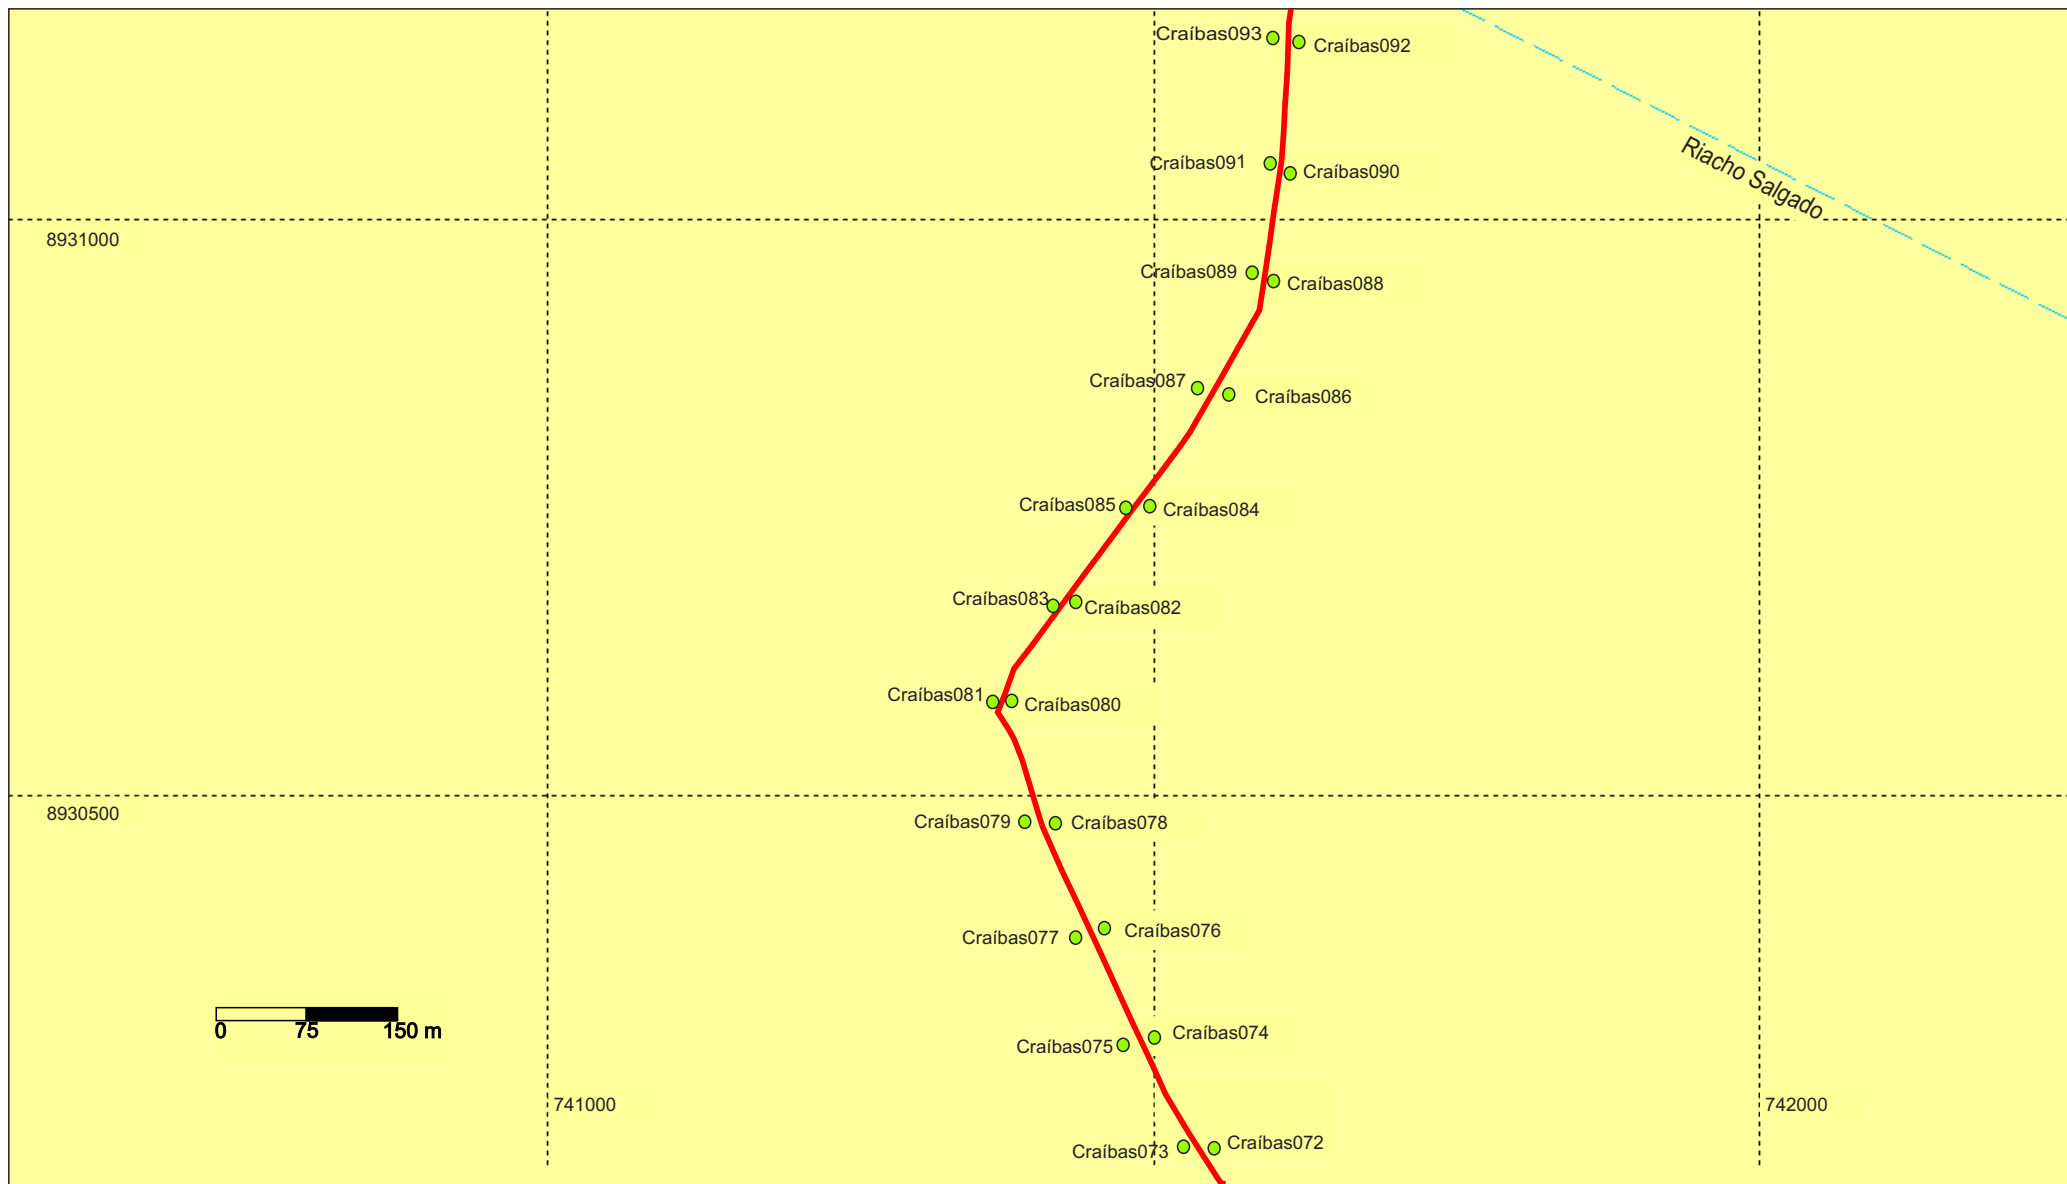 Craíbas093
Craíbas092
Riacho Salgado
Craíbas091
Craíbas090
8931000
Craíbas089
Craíbas088
Craíbas087
Craíbas086
Craíbas085
Craíbas084
Craíbas083
Craíbas082
Craíbas081
Craíbas080
8930500
Craíbas079
Craíbas078
Craíbas077
Craíbas076
0 75 150 m
Craíbas075
Craíbas074
741000
742000
Craíbas073
Craíbas072